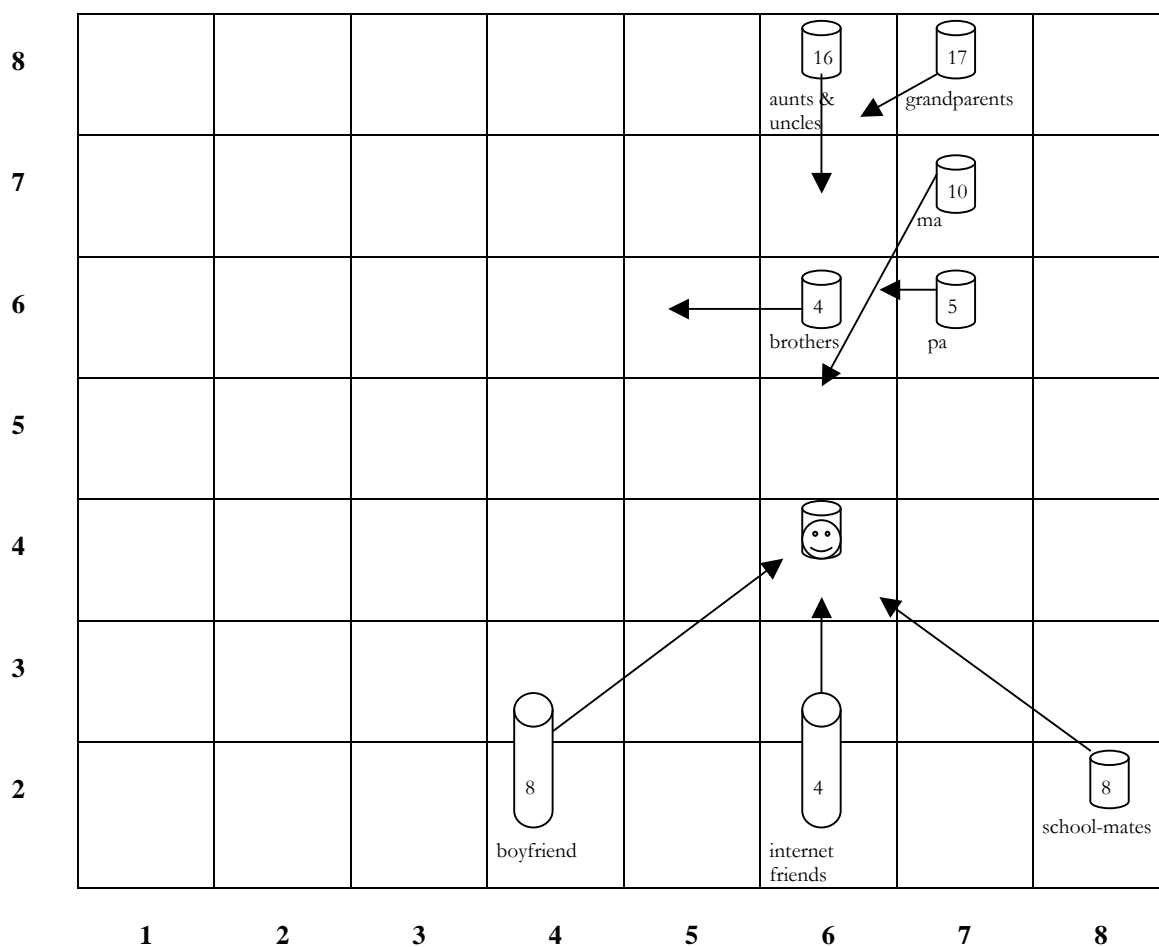 8
16
17
aunts &
uncles
grandparents
7
10
ma
6
4
5
brothers
pa
5
4
3
2
8
4
8
boyfriend
internet
friends
school-mates
1 2 3 4 5 6 7 8